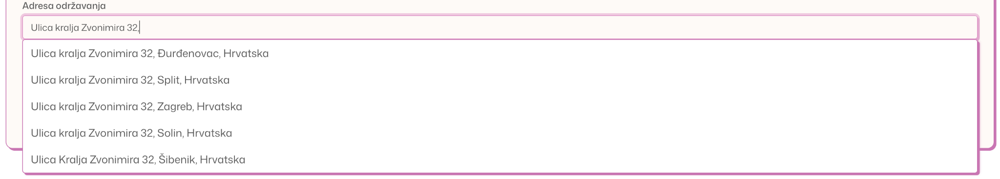 Adresa održavanja
Ulica kralja Zvonimira 32,
Ulica kralja Zvonimira 32, Đurđenovac, Hrvatska
Ulica kralja Zvonimira 32, Split, Hrvatska
Ulica kralja Zvonimira 32, Zagreb, Hrvatska
Ulica kralja Zvonimira 32, Solin, Hrvatska
Ulica Kralja Zvonimira 32, Šibenik, Hrvatska